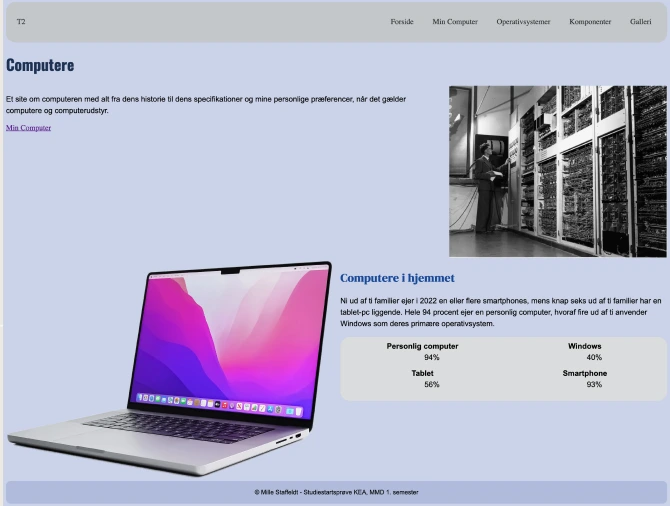 T2
Forside Min Computer Operativsystemer Komponenter Galleri
Computere
Et site om computeren med alt fra dens historie til dens specifikationer og mine personlige præferencer, når det gælder
computere og computerudstyr.
Min Computer
Computere i hjemmet
Ni ud af ti familier ejer i 2022 en eller flere smartphones, mens knap seks ud af ti familier har en
tablet-pc liggende. Hele 94 procent ejer en personlig computer, hvoraf fire ud af ti anvender
Windows som deres primære operativsystem.
Personlig computer Windows
94% 40%
Tablet Smartphone
56% 93%
© Mille Staffeldt - Studiestartsprøve KEA, MMD 1. semester